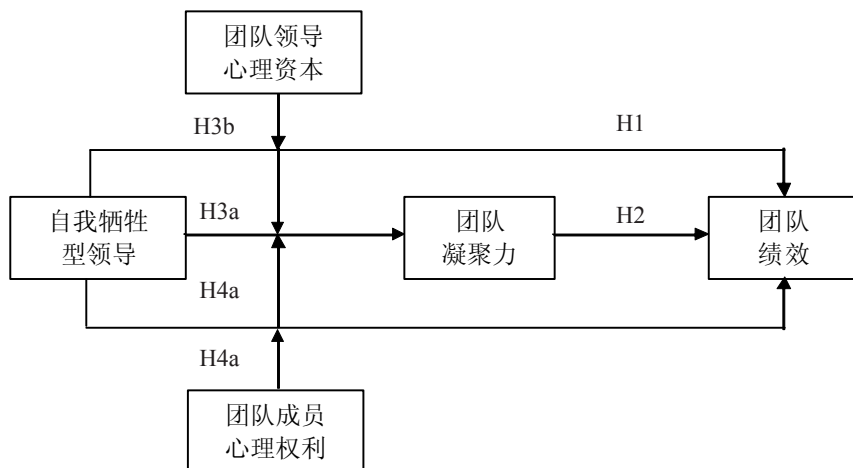 团队领导
心理资本
H3b
H1
自我牺牲
型领导
H3a
团队
凝聚力
H2
团队
绩效
H4a
H4a
团队成员
心理权利